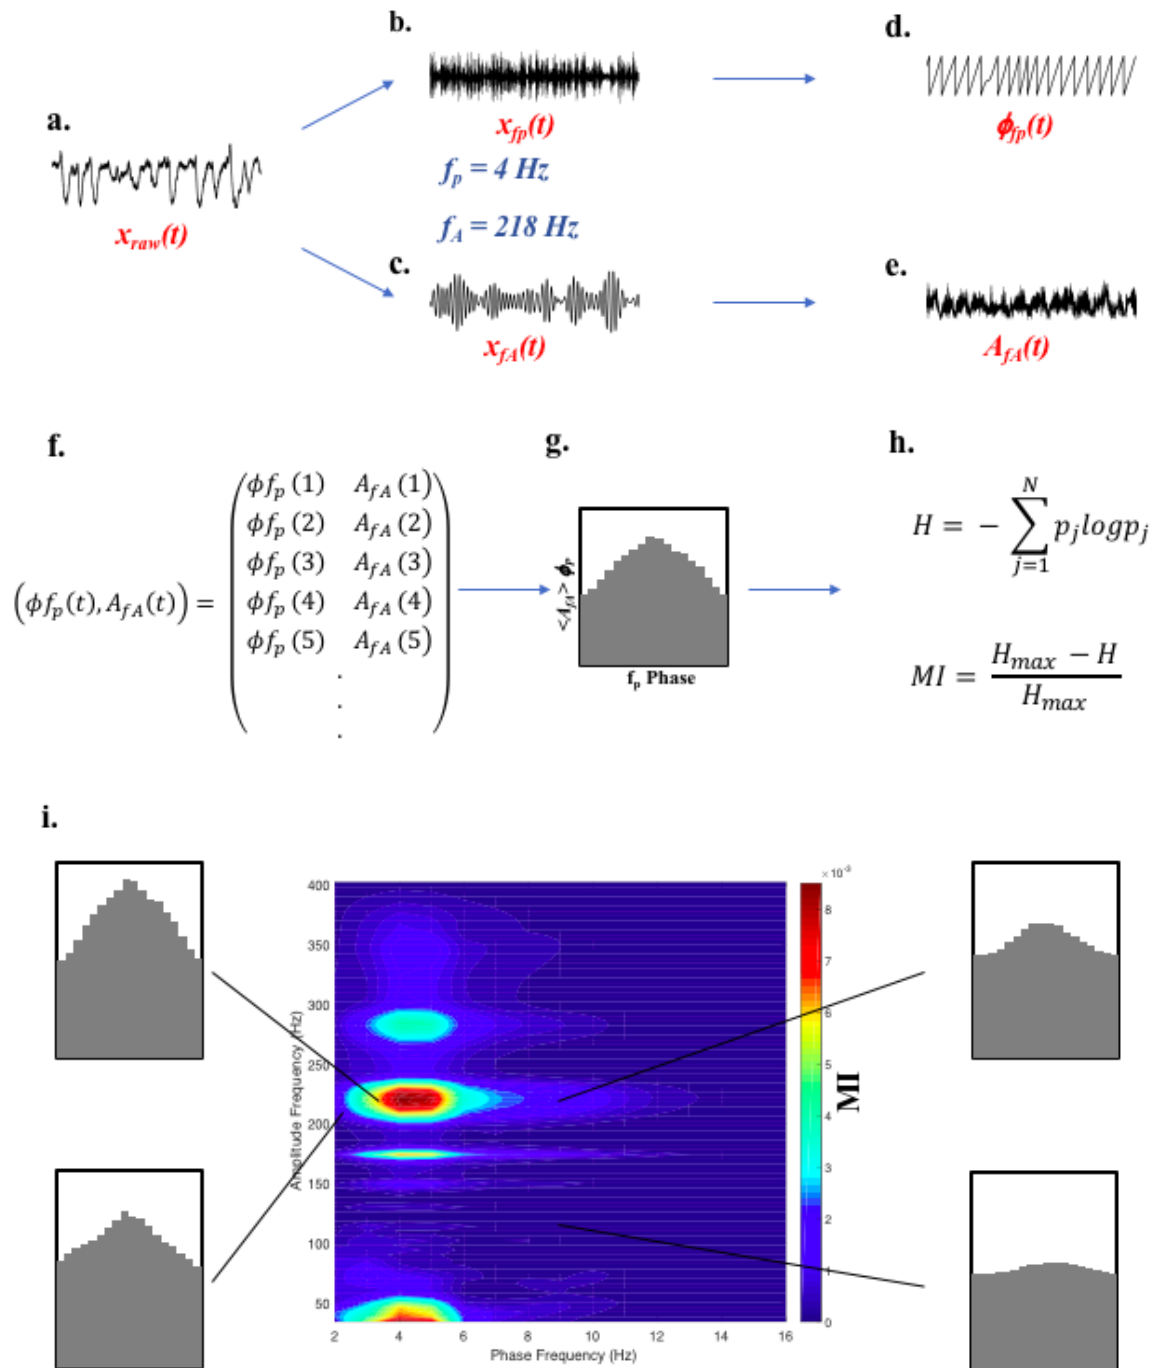 a.
x_raw(t)
b.
x_fp(t)
f_p = 4 Hz
f_A = 218 Hz
c.
x_fA(t)
d.
ϕ_fp(t)
e.
A_fA(t)
f.
(ϕf_p(t), A_fA(t)) =
ϕf_p(1) A_fA(1)
ϕf_p(2) A_fA(2)
ϕf_p(3) A_fA(3)
ϕf_p(4) A_fA(4)
ϕf_p(5) A_fA(5)
.
.
.
g.
<A_fA> ϕ_p
f_p Phase
h.
H = − ∑_{j=1}^{N} p_j logp_j
MI = (H_max − H) / H_max
i.
400
350
300
250
200
150
100
50
Amplitude Frequency (Hz)
2 4 6 8 10 12 14 16
Phase Frequency (Hz)
× 10⁻³
8
7
6
5
4
3
2
1
0
MI